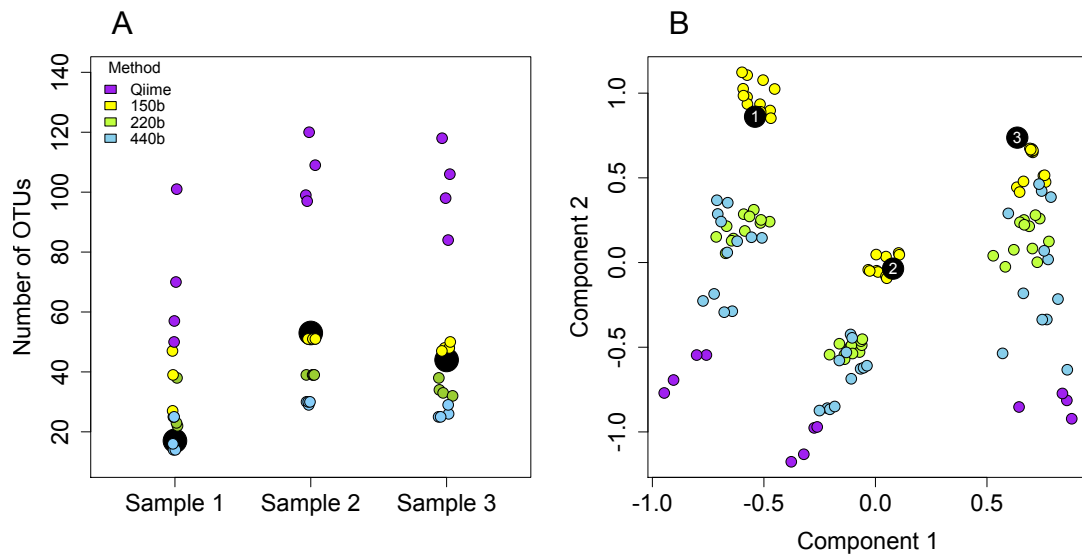 A
B
Number of OTUs
140
120
100
80
60
40
20
Method
Qiime
150b
220b
440b
Sample 1
Sample 2
Sample 3
Component 2
1.0
0.5
0.0
-0.5
-1.0
1
2
3
-1.0
-0.5
0.0
0.5
Component 1